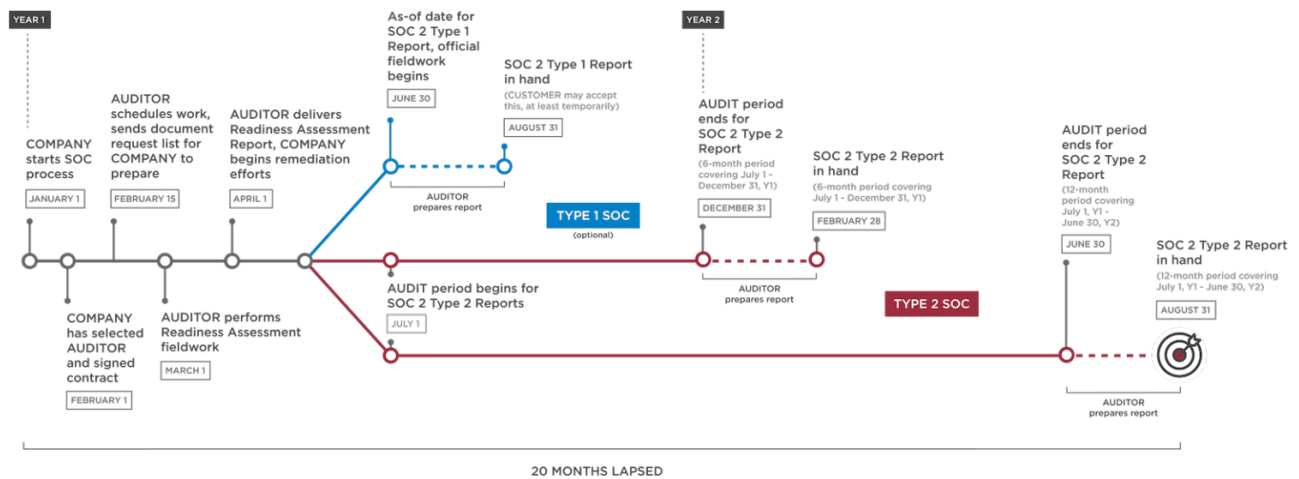 YEAR 1
COMPANY
starts SOC
process
JANUARY 1
COMPANY
has selected
AUDITOR
and signed
contract
FEBRUARY 1
AUDITOR
schedules work,
sends document
request list for
COMPANY to
prepare
FEBRUARY 15
AUDITOR performs
Readiness Assessment
fieldwork
MARCH 1
AUDITOR delivers
Readiness Assessment
Report, COMPANY
begins remediation
efforts
APRIL 1
As-of date for
SOC 2 Type 1
Report, official
fieldwork
begins
JUNE 30
SOC 2 Type 1 Report
in hand
(CUSTOMER may accept
this, at least temporarily)
AUGUST 31
AUDITOR
prepares report
TYPE 1 SOC
(optional)
AUDIT period begins for
SOC 2 Type 2 Reports
JULY 1
YEAR 2
AUDIT period
ends for
SOC 2 Type 2
Report
(6-month period
covering July 1 -
December 31, Y1)
DECEMBER 31
SOC 2 Type 2 Report
in hand
(6-month period covering
July 1 - December 31, Y1)
FEBRUARY 28
AUDITOR
prepares report
TYPE 2 SOC
AUDIT period
ends for
SOC 2 Type 2
Report
(12-month
period covering
July 1, Y1 -
June 30, Y2)
JUNE 30
SOC 2 Type 2 Report
in hand
(12-month period covering
July 1, Y1 - June 30, Y2)
AUGUST 31
AUDITOR
prepares report
20 MONTHS LAPSED